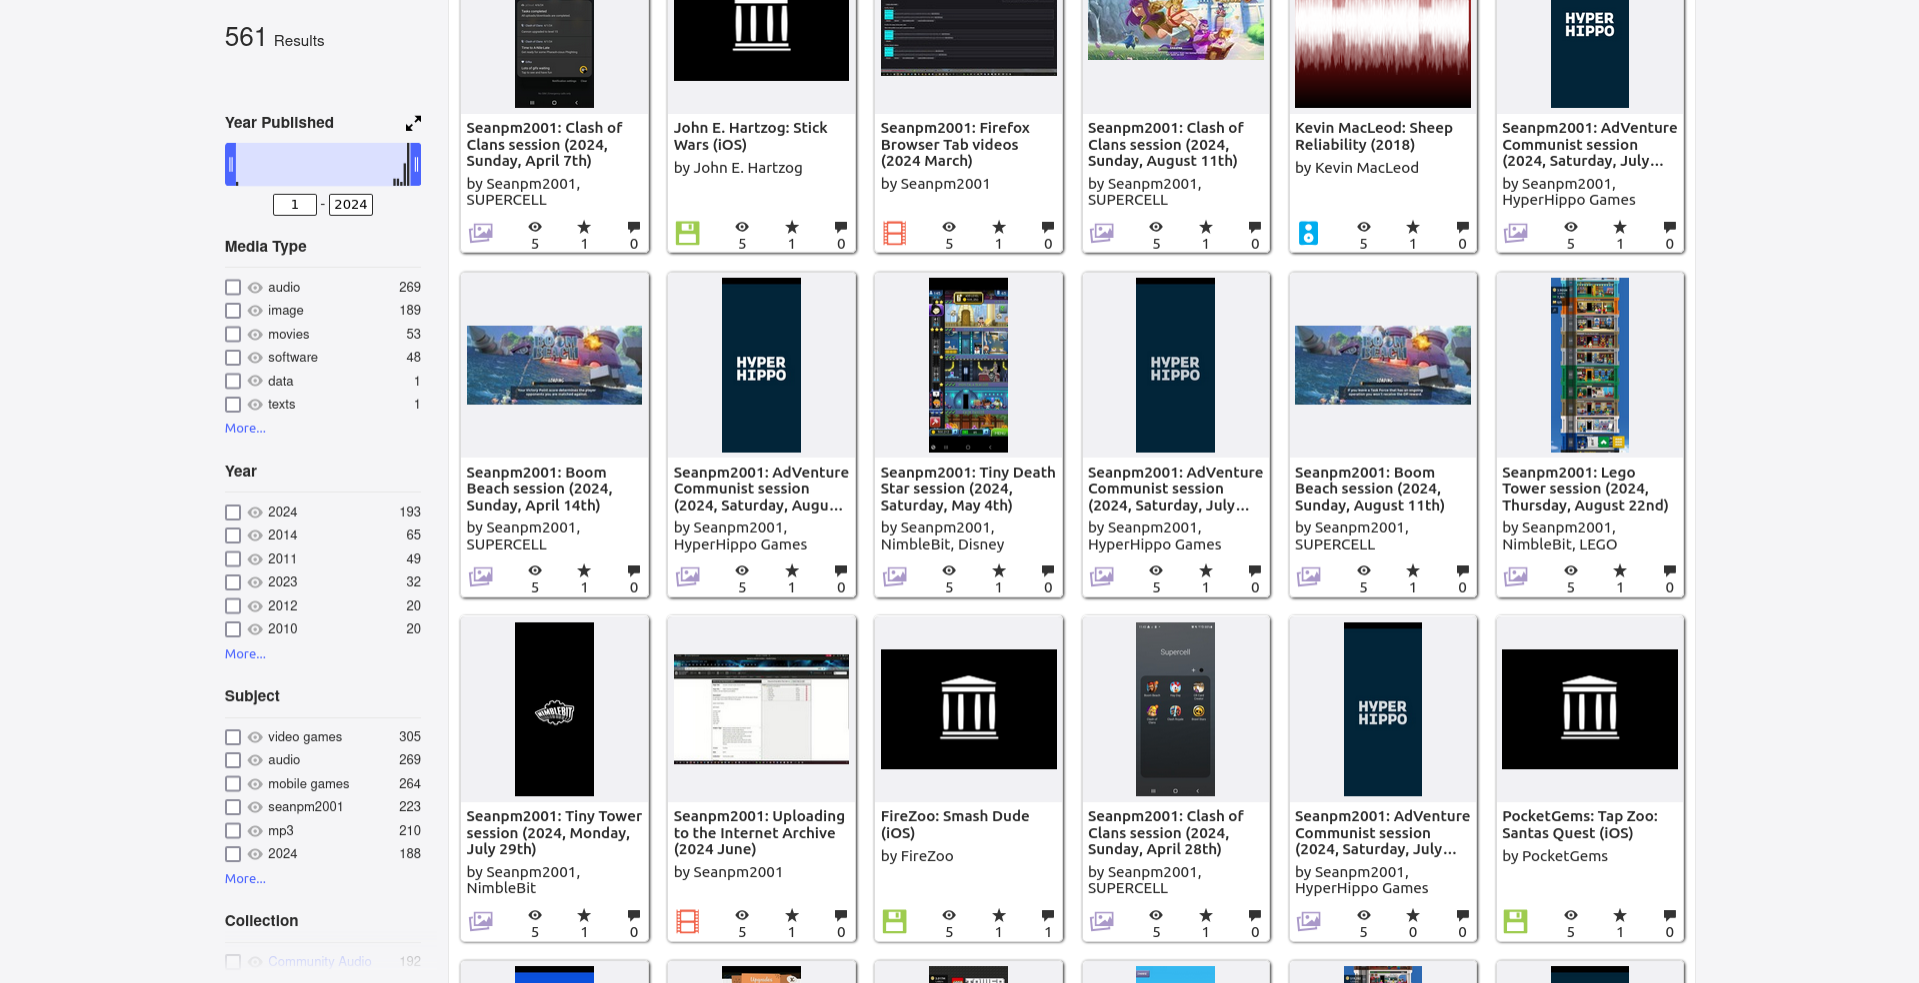 561 Results
Year Published
1 - 2024
Media Type
audio 269
image 189
movies 53
software 48
data 1
texts 1
More...
Year
2024 193
2014 65
2011 49
2023 32
2012 20
2010 20
More...
Subject
video games 305
audio 269
mobile games 264
seanpm2001 223
mp3 210
2024 188
More...
Collection
Community Audio 192
HYPER
HIPPO
Seanpm2001: Clash of
Clans session (2024,
Sunday, April 7th)
by Seanpm2001,
SUPERCELL
5 1 0
John E. Hartzog: Stick
Wars (iOS)
by John E. Hartzog
5 1 0
Seanpm2001: Firefox
Browser Tab videos
(2024 March)
by Seanpm2001
5 1 0
Seanpm2001: Clash of
Clans session (2024,
Sunday, August 11th)
by Seanpm2001,
SUPERCELL
5 1 0
Kevin MacLeod: Sheep
Reliability (2018)
by Kevin MacLeod
5 1 0
Seanpm2001: AdVenture
Communist session
(2024, Saturday, July...
by Seanpm2001,
HyperHippo Games
5 1 0
BOOM
BEACH
Seanpm2001: Boom
Beach session (2024,
Sunday, April 14th)
by Seanpm2001,
SUPERCELL
5 1 0
HYPER
HIPPO
Seanpm2001: AdVenture
Communist session
(2024, Saturday, Augu...
by Seanpm2001,
HyperHippo Games
5 1 0
Seanpm2001: Tiny Death
Star session (2024,
Saturday, May 4th)
by Seanpm2001,
NimbleBit, Disney
5 1 0
HYPER
HIPPO
Seanpm2001: AdVenture
Communist session
(2024, Saturday, July...
by Seanpm2001,
HyperHippo Games
5 1 0
BOOM
BEACH
Seanpm2001: Boom
Beach session (2024,
Sunday, August 11th)
by Seanpm2001,
SUPERCELL
5 1 0
Seanpm2001: Lego
Tower session (2024,
Thursday, August 22nd)
by Seanpm2001,
NimbleBit, LEGO
5 1 0
NIMBLEBIT
Seanpm2001: Tiny Tower
session (2024, Monday,
July 29th)
by Seanpm2001,
NimbleBit
5 1 0
Seanpm2001: Uploading
to the Internet Archive
(2024 June)
by Seanpm2001
5 1 0
FireZoo: Smash Dude
(iOS)
by FireZoo
5 1 1
Supercell
Seanpm2001: Clash of
Clans session (2024,
Sunday, April 28th)
by Seanpm2001,
SUPERCELL
5 1 0
HYPER
HIPPO
Seanpm2001: AdVenture
Communist session
(2024, Saturday, July...
by Seanpm2001,
HyperHippo Games
5 0 0
PocketGems: Tap Zoo:
Santas Quest (iOS)
by PocketGems
5 1 0
Upgrades